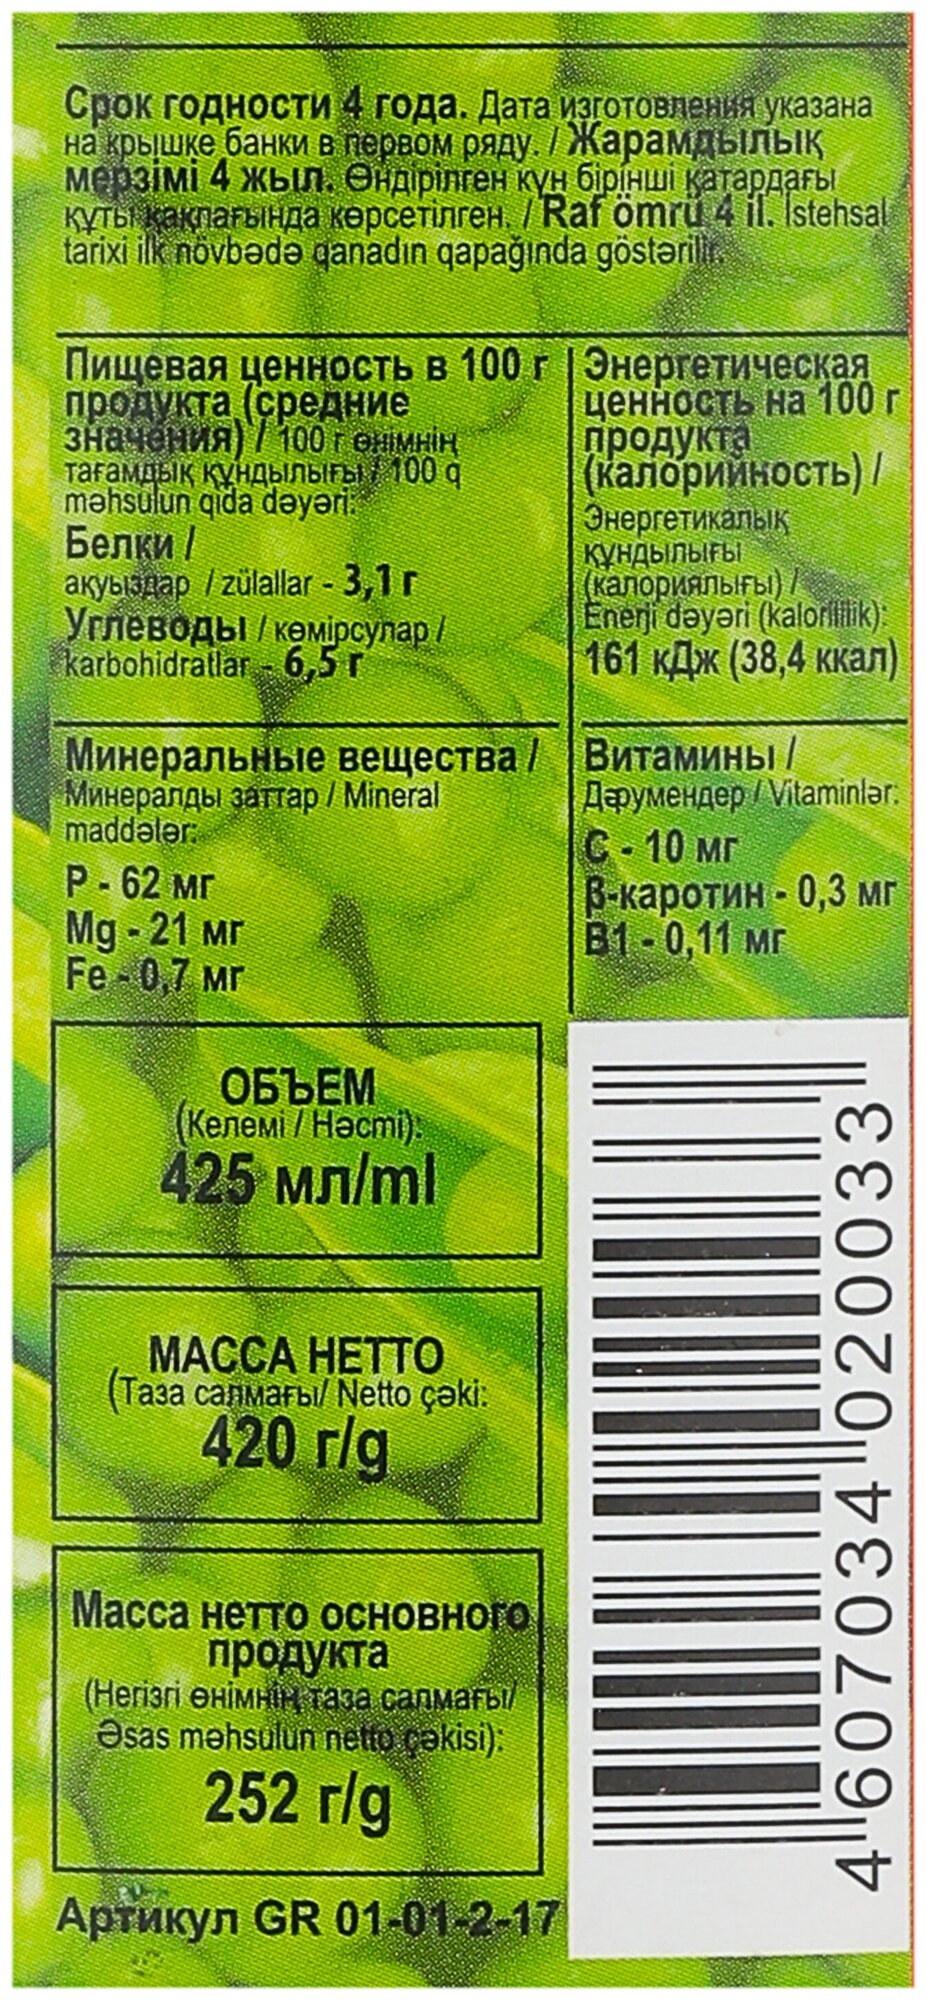 Срок годности 4 года. Дата изготовления указана
на крышке банки в первом ряду. / Жарамдылық
мерзімі 4 жыл. Өндірілген күн бірінші қатардағы
құты қақпағында көрсетілген. / Raf ömrü 4 il. İstehsal
tarixi ilk növbədə qanadın qapağında göstərilir.
Пищевая ценность в 100 г
продукта (средние
значения) / 100 г өнімнің
тағамдық құндылығы / 100 q
məhsulun qida dəyəri:
Белки /
ақуыздар / zülallar - 3,1 г
Углеводы / көмірсулар /
karbohidratlar - 6,5 г
Энергетическая
ценность на 100 г
продукта
(калорийность) /
Энергетикалық
құндылығы
(калориялығы) /
Enerji dəyəri (kalorililik):
161 кДж (38,4 ккал)
Минеральные вещества /
Минералды заттар / Mineral
maddələr:
P - 62 мг
Mg - 21 мг
Fe - 0,7 мг
Витамины /
Дәрумендер / Vitaminlər:
С - 10 мг
β-каротин - 0,3 мг
В1 - 0,11 мг
ОБЪЕМ
(Келемі / Həcmi):
425 мл/ml
МАССА НЕТТО
(Таза салмағы/ Netto çəki:
420 г/g
Масса нетто основного
продукта
(Негізгі өнімнің таза салмағы/
Əsas məhsulun netto çəkisi):
252 г/g
Артикул GR 01-01-2-17
4 607034 020033